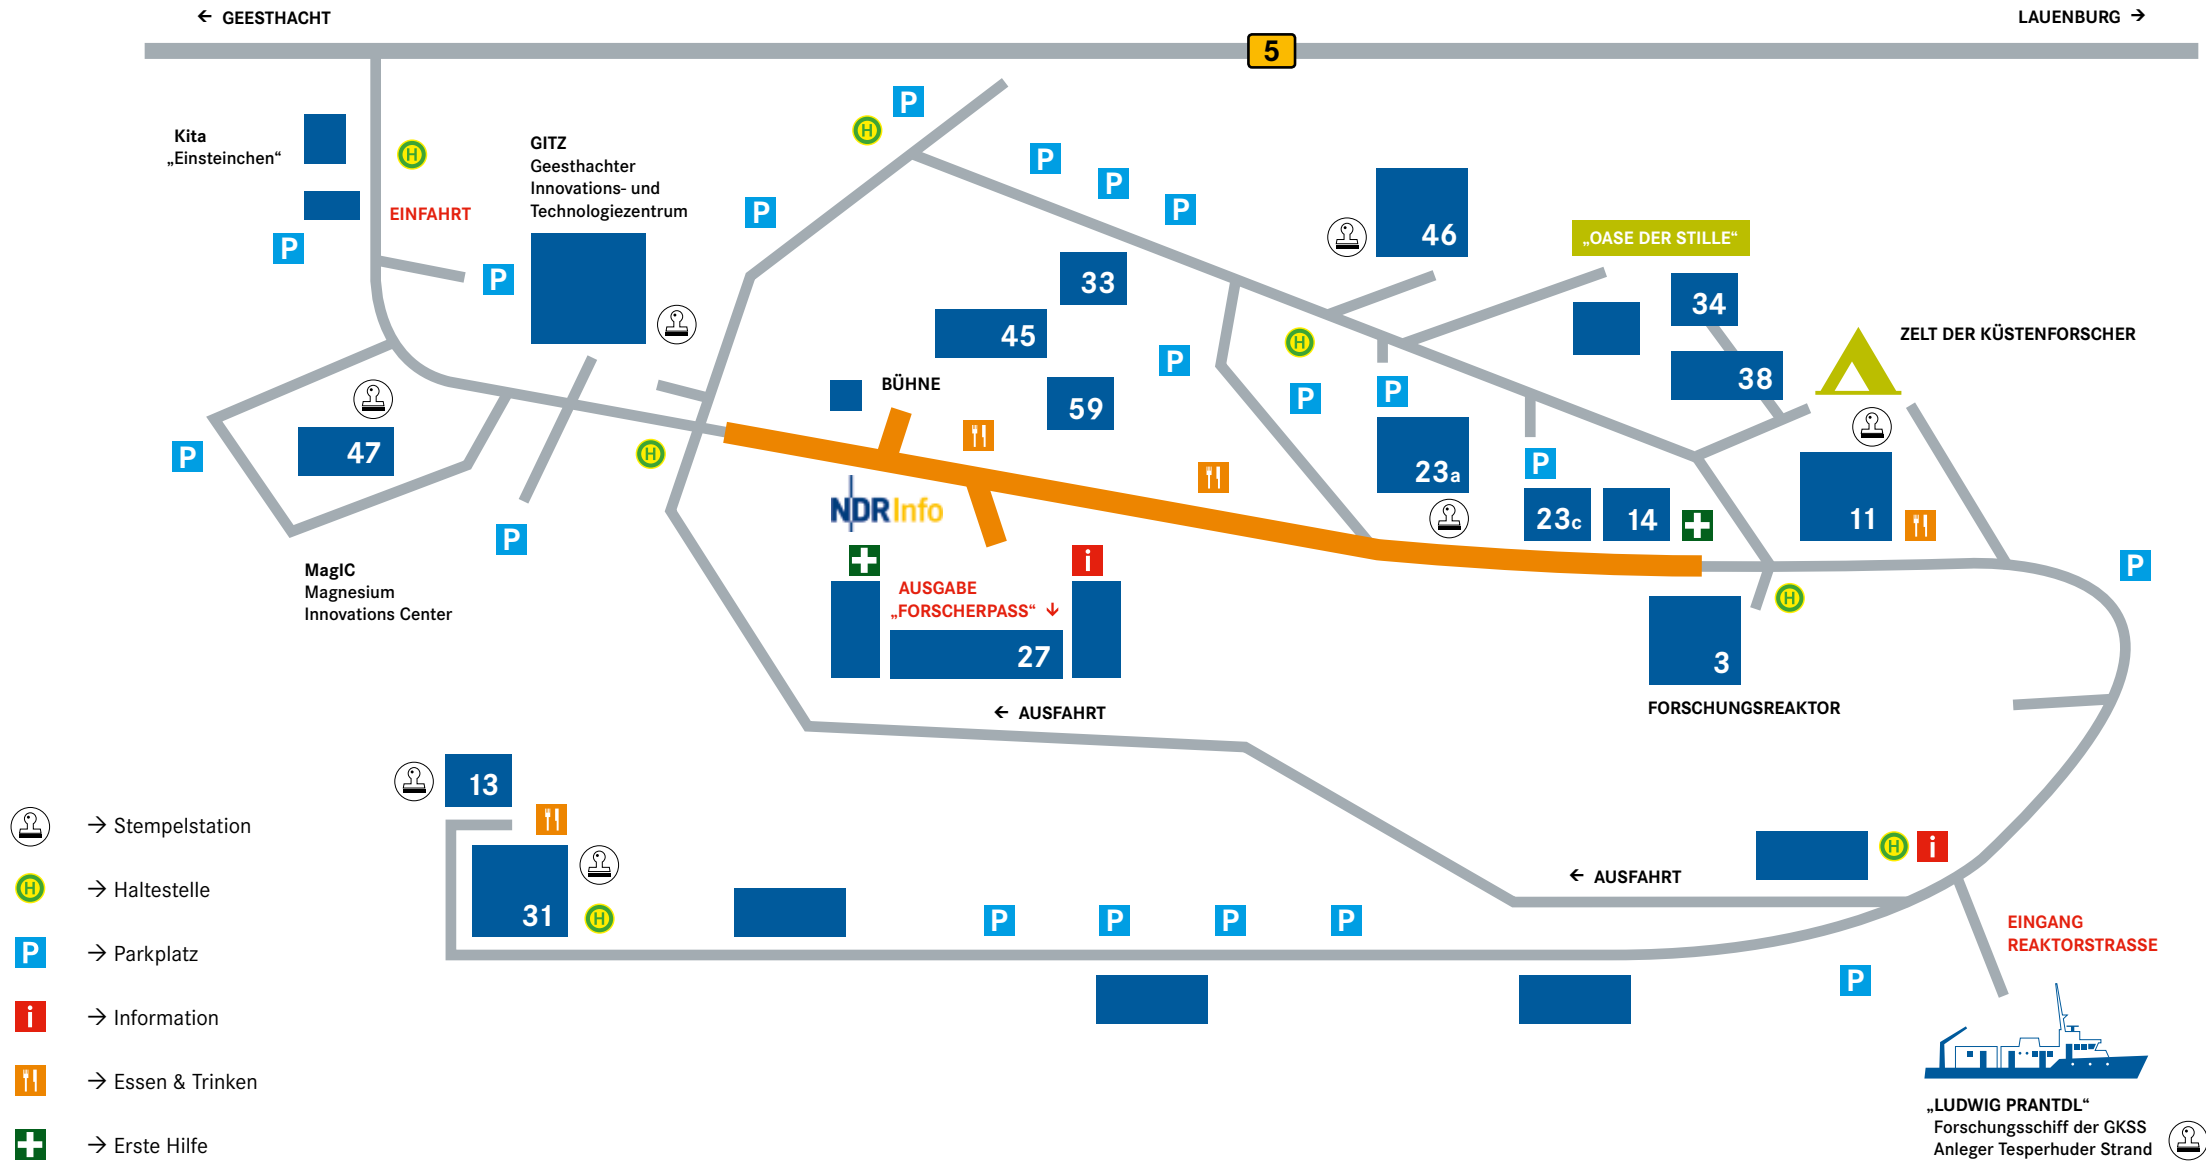 ← GEESTHACHT
LAUENBURG →
5
Kita
„Einsteinchen“
H
EINFAHRT
P
P
GITZ
Geesthachter
Innovations- und
Technologiezentrum
H
P
P
P
P
P
46
„OASE DER STILLE“
33
45
34
38
ZELT DER KÜSTENFORSCHER
H
P
P
P
BÜHNE
59
47
P
H
23a
P
23c
14
11
NDR Info
P
MagIC
Magnesium
Innovations Center
i
AUSGABE
„FORSCHERPASS“ ↓
27
P
H
3
FORSCHUNGSREAKTOR
← AUSFAHRT
13
31
H
P
P
P
P
← AUSFAHRT
H
i
EINGANG
REAKTORSTRASSE
P
„LUDWIG PRANTDL“
Forschungsschiff der GKSS
Anleger Tesperhuder Strand
→ Stempelstation
H → Haltestelle
P → Parkplatz
i → Information
→ Essen & Trinken
→ Erste Hilfe